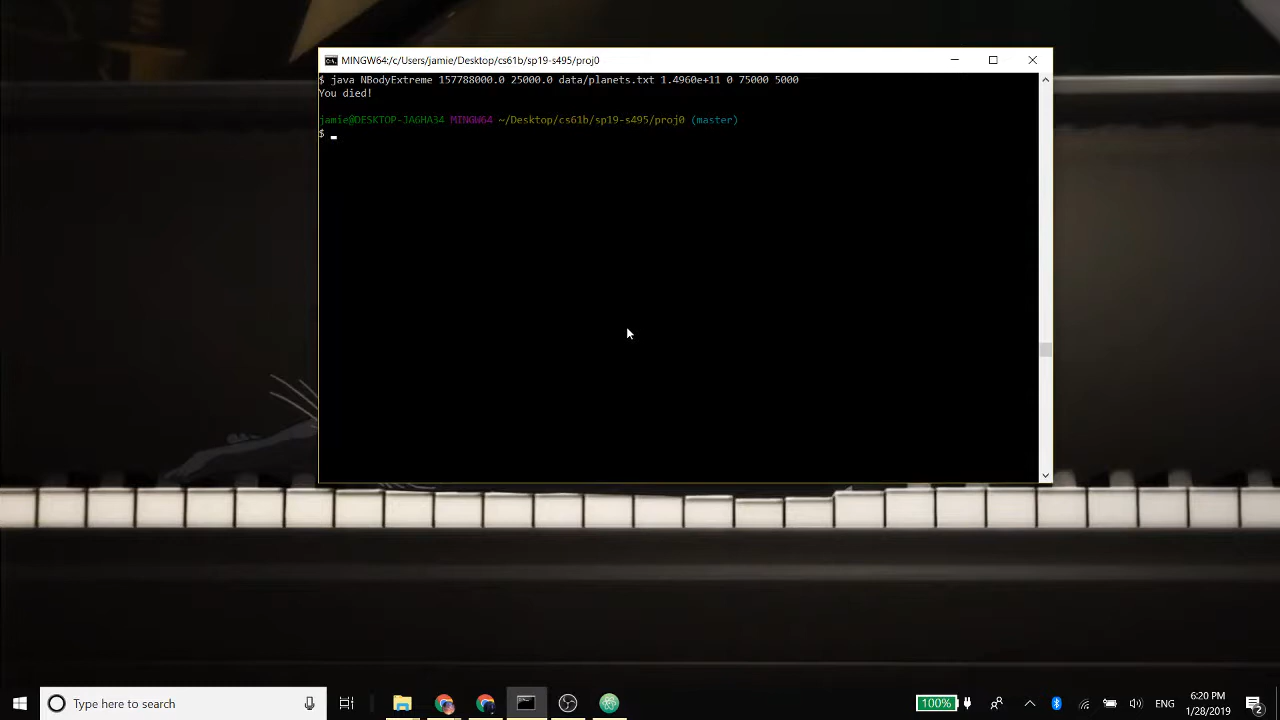 MINGW64:/c/Users/jamie/Desktop/cs61b/sp19-s495/proj0
$ java NBodyExtreme 157788000.0 25000.0 data/planets.txt 1.4960e+11 0 75000 5000
You died!
jamie@DESKTOP-JA6HA34 MINGW64 ~/Desktop/cs61b/sp19-s495/proj0 (master)
$
Type here to search
100%
ENG
6:20 PM
1/28/2019
2